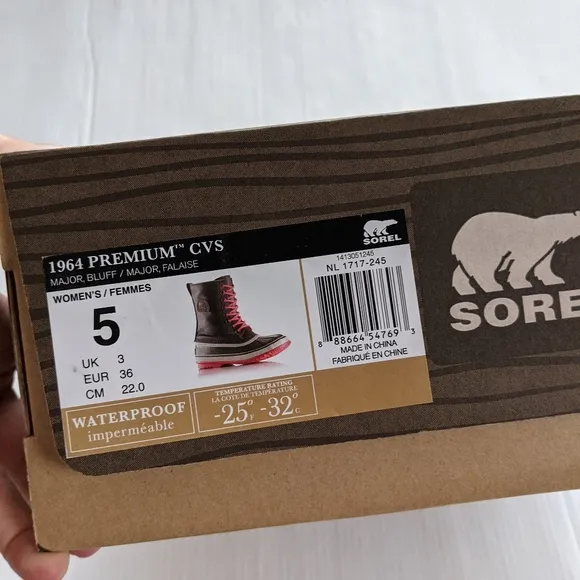 1964 PREMIUM™ CVS
MAJOR, BLUFF / MAJOR, FALAISE
SOREL
WOMEN'S / FEMMES
5
UK 3
EUR 36
CM 22.0
1413051245
NL 1717-245
8 88664 54769 3
MADE IN CHINA
FABRIQUÉ EN CHINE
WATERPROOF
imperméable
TEMPERATURE RATING
LA COTE DE TEMPÉRATURE
-25°F -32°C
SOREL